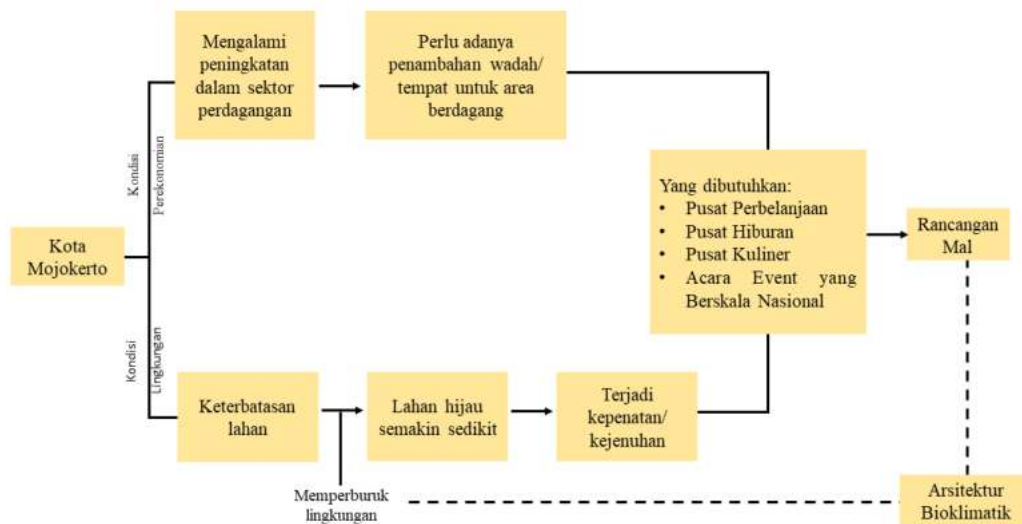 Mengalami
peningkatan
dalam sektor
perdagangan
Perlu adanya
penambahan wadah/
tempat untuk area
berdagang
Kondisi
Perekonomian
Kota
Mojokerto
Kondisi
Lingkungan
Keterbatasan
lahan
Lahan hijau
semakin sedikit
Terjadi
kepenatan/
kejenuhan
Memperburuk
lingkungan
Yang dibutuhkan:
• Pusat Perbelanjaan
• Pusat Hiburan
• Pusat Kuliner
• Acara Event yang
Berskala Nasional
Rancangan
Mal
Arsitektur
Bioklimatik